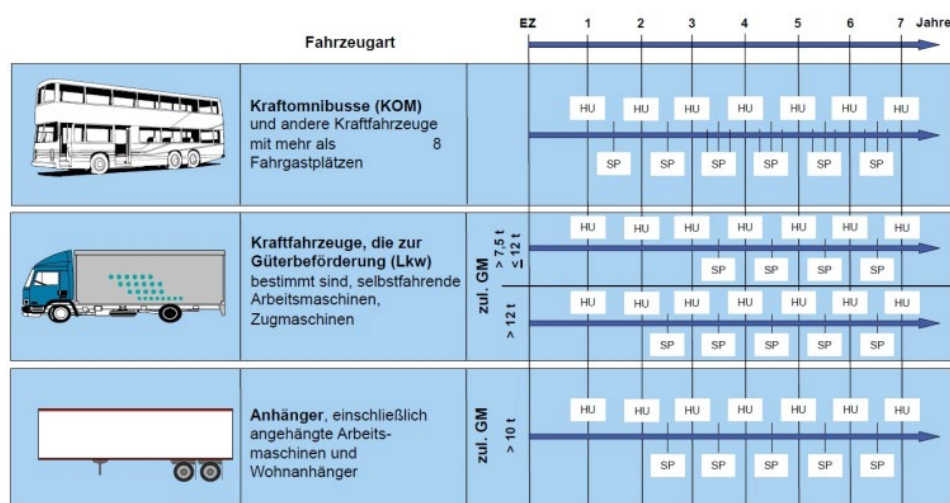 EZ 1 2 3 4 5 6 7 Jahre
Fahrzeugart
Kraftomnibusse (KOM)
und andere Kraftfahrzeuge
mit mehr als 8
Fahrgastplätzen
HU HU HU HU HU HU HU
SP SP SP SP SP SP
Kraftfahrzeuge, die zur
Güterbeförderung (Lkw)
bestimmt sind, selbstfahrende
Arbeitsmaschinen,
Zugmaschinen
zul. GM
> 7,5 t
≤ 12 t
HU HU HU HU HU HU HU
SP SP SP SP
> 12 t
HU HU HU HU HU HU HU
SP SP SP SP SP
Anhänger, einschließlich
angehängte Arbeits-
maschinen und
Wohnanhänger
zul. GM
> 10 t
HU HU HU HU HU HU HU
SP SP SP SP SP